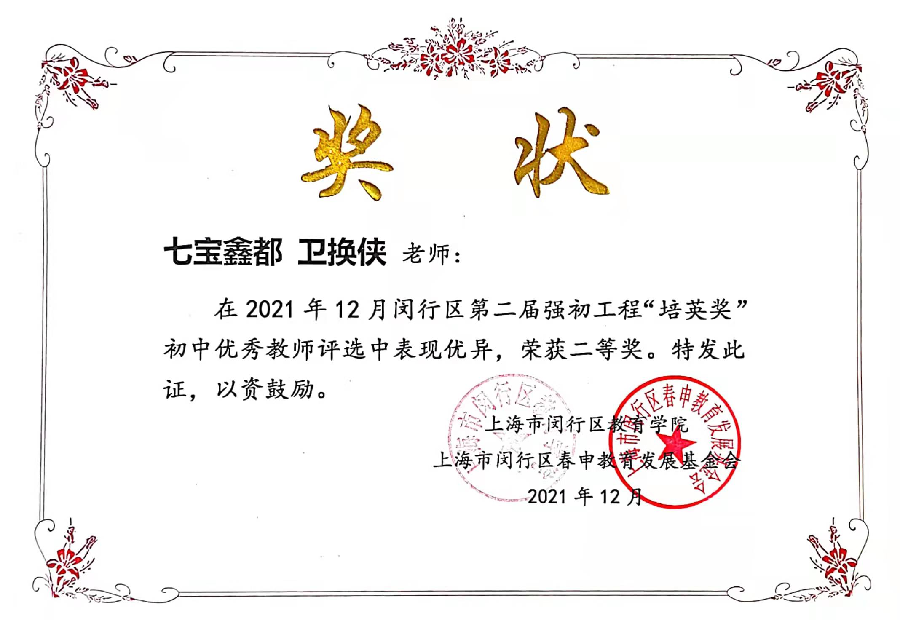 奖 状
七宝鑫都 卫换侠 老师：
在 2021 年 12 月闵行区第二届强初工程“培英奖”
初中优秀教师评选中表现优异，荣获二等奖。特发此
证，以资鼓励。
上海市闵行区教育学院
上海市闵行区春申教育发展基金会
2021 年 12 月
上海市闵行区教育学院
上海市闵行区春申教育发展基金会